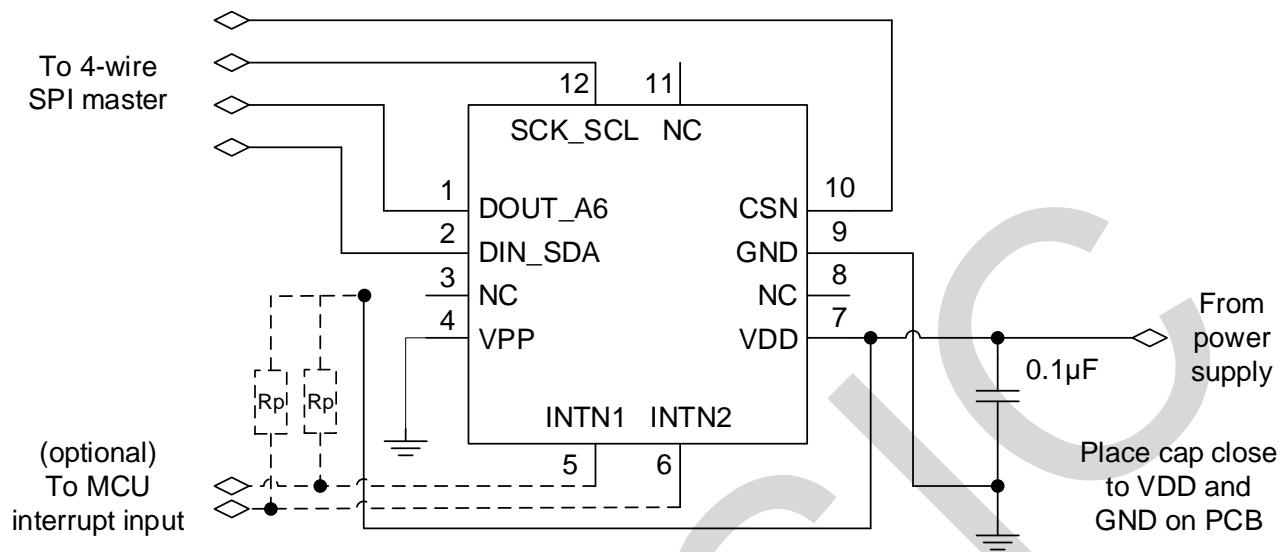 To 4-wire
SPI master
12
11
SCK_SCL
NC
1
DOUT_A6
2
DIN_SDA
3
NC
4
VPP
10
CSN
9
GND
8
NC
7
VDD
INTN1
INTN2
5
6
Rp
Rp
(optional)
To MCU
interrupt input
From
power
supply
0.1µF
Place cap close
to VDD and
GND on PCB